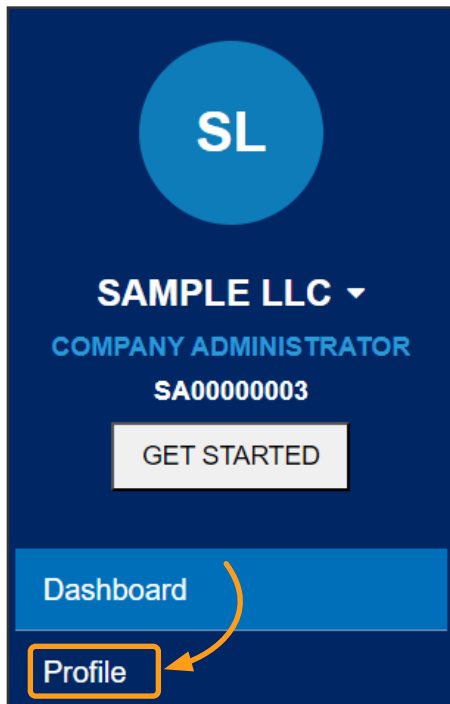 SL
SAMPLE LLC
COMPANY ADMINISTRATOR
SA00000003
GET STARTED
Dashboard
Profile